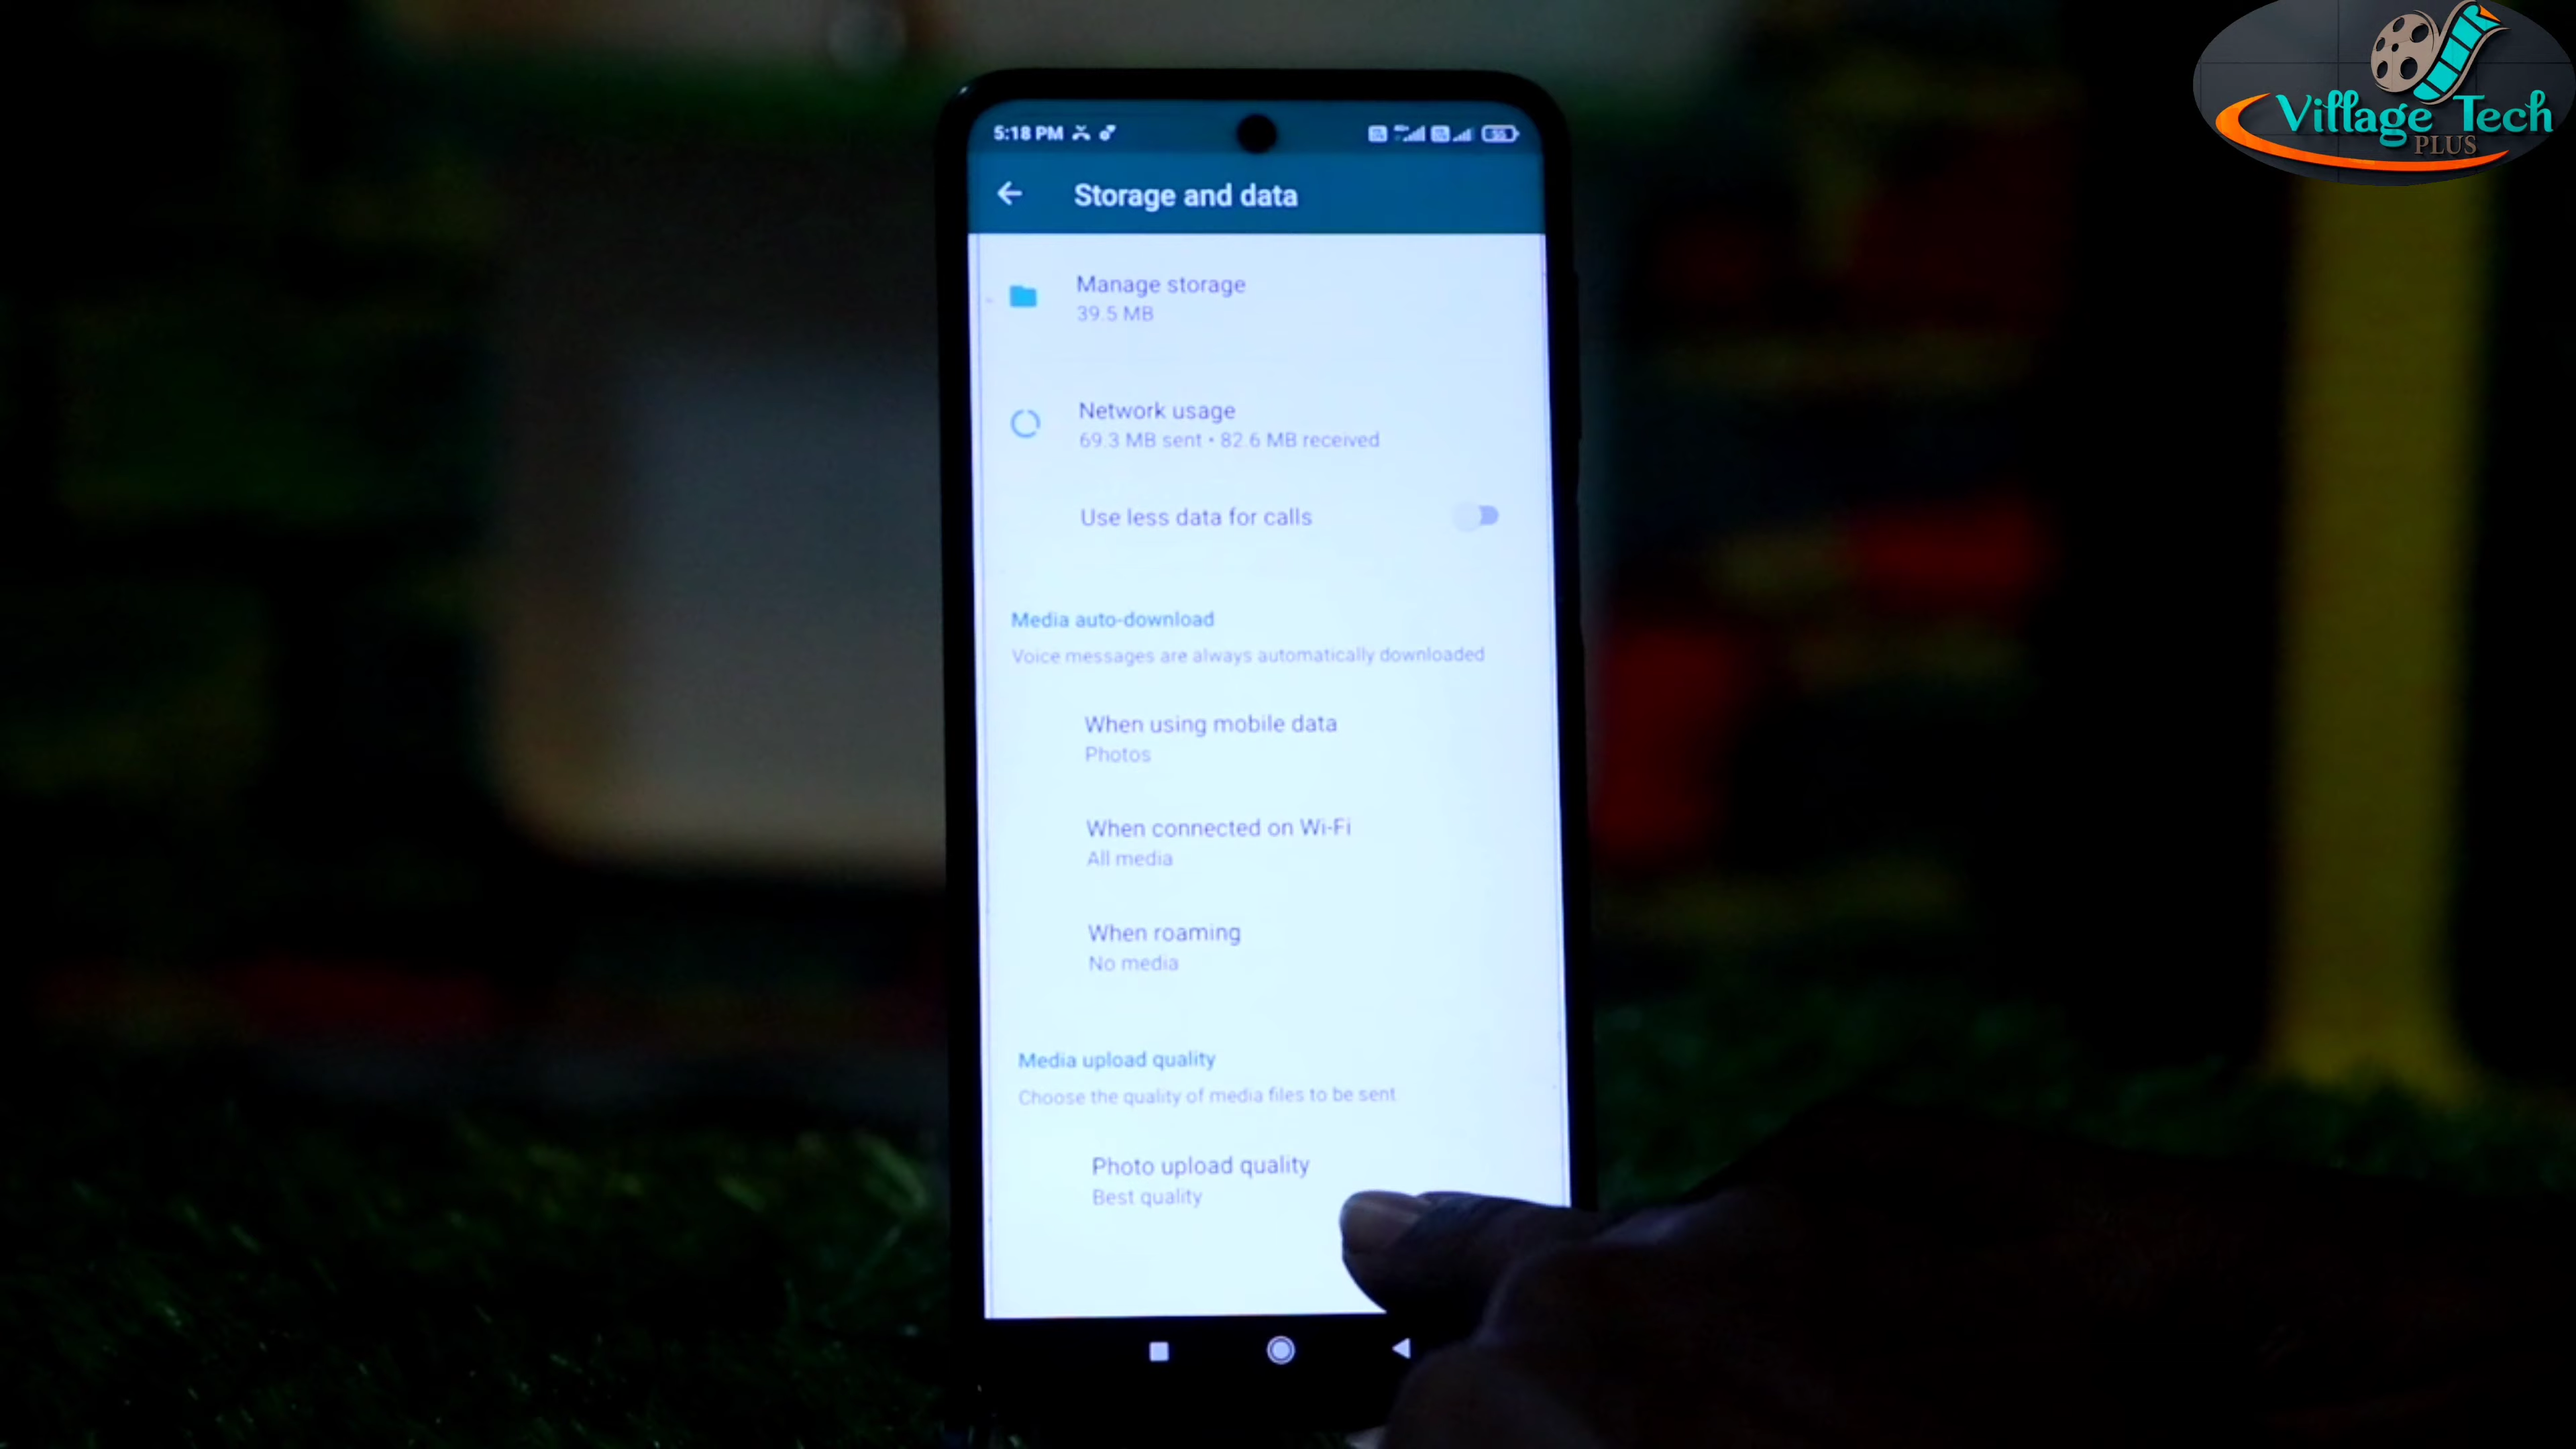 Village Tech
PLUS
5:18 PM
55
Storage and data
Manage storage
39.5 MB
Network usage
69.3 MB sent • 82.6 MB received
Use less data for calls
Media auto-download
Voice messages are always automatically downloaded
When using mobile data
Photos
When connected on Wi-Fi
All media
When roaming
No media
Media upload quality
Choose the quality of media files to be sent
Photo upload quality
Best quality